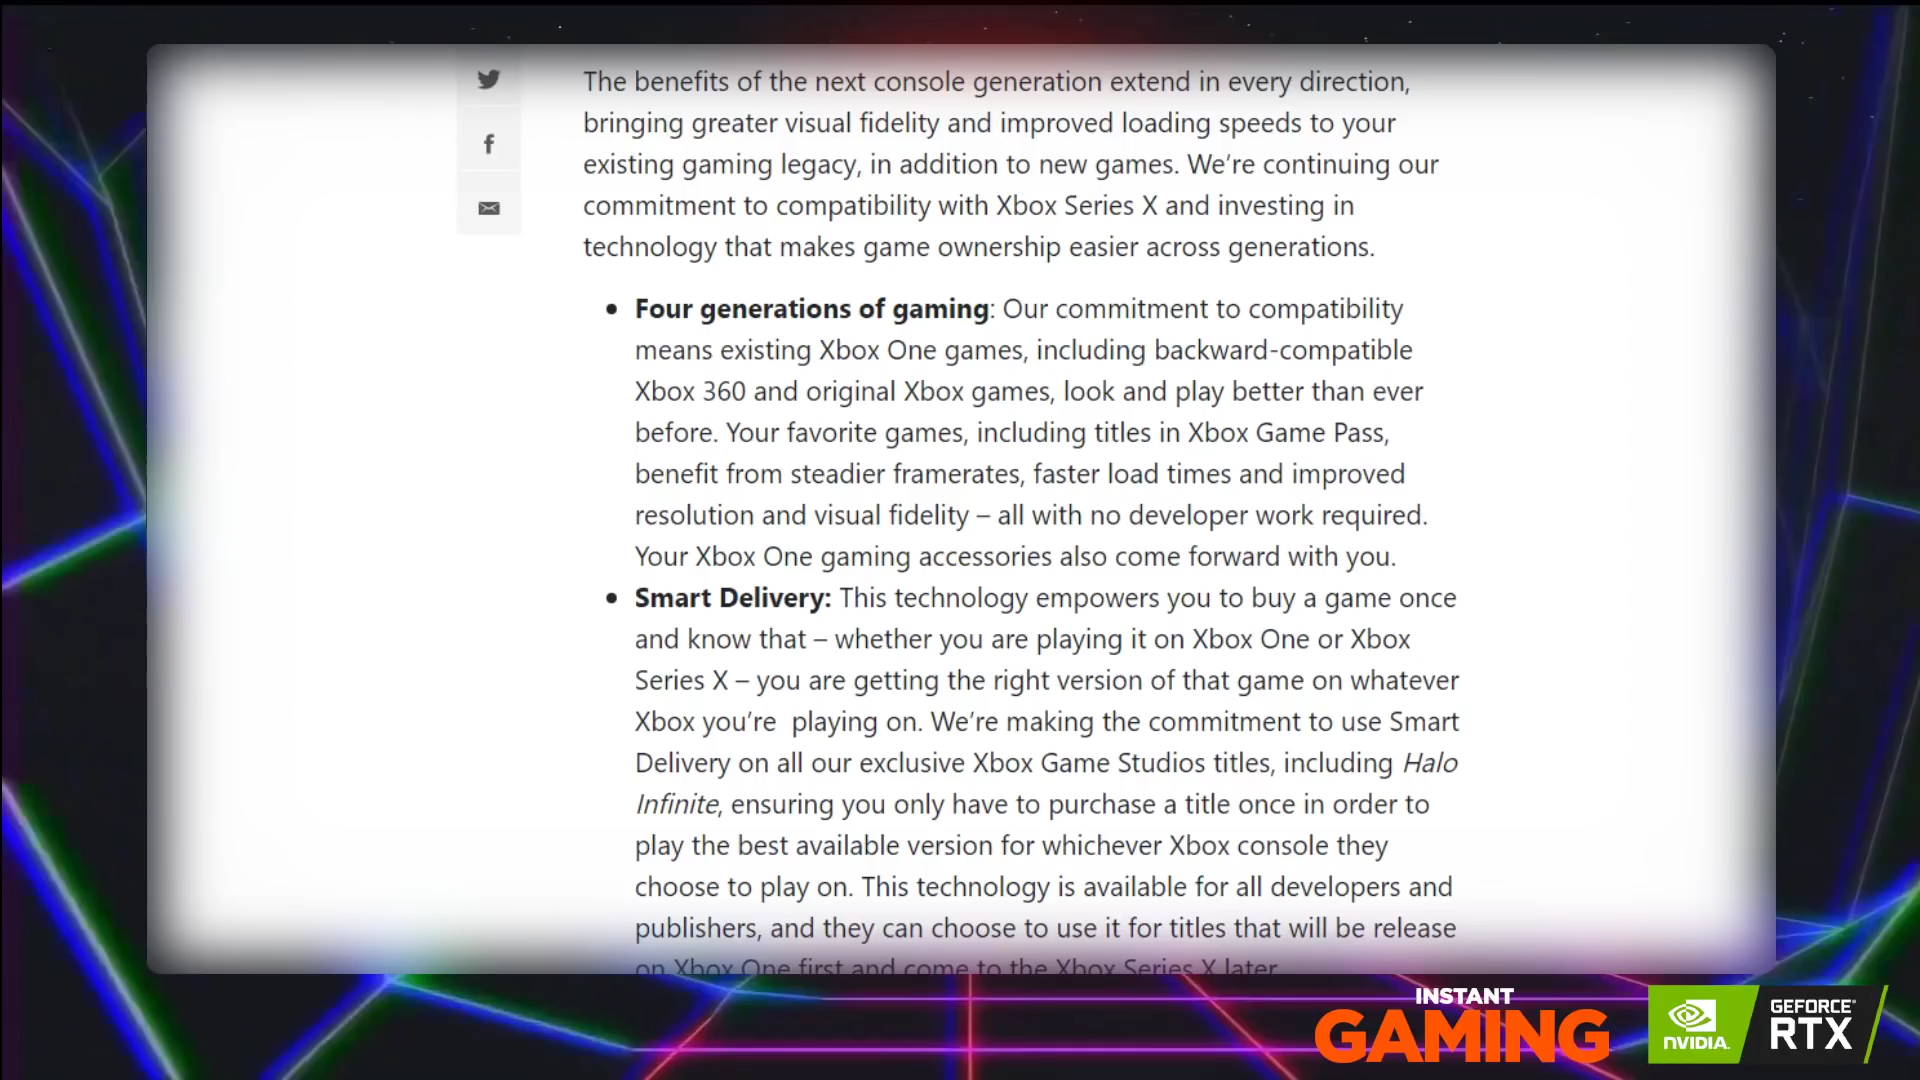 The benefits of the next console generation extend in every direction,
bringing greater visual fidelity and improved loading speeds to your
existing gaming legacy, in addition to new games. We’re continuing our
commitment to compatibility with Xbox Series X and investing in
technology that makes game ownership easier across generations.
• Four generations of gaming: Our commitment to compatibility
means existing Xbox One games, including backward-compatible
Xbox 360 and original Xbox games, look and play better than ever
before. Your favorite games, including titles in Xbox Game Pass,
benefit from steadier framerates, faster load times and improved
resolution and visual fidelity – all with no developer work required.
Your Xbox One gaming accessories also come forward with you.
• Smart Delivery: This technology empowers you to buy a game once
and know that – whether you are playing it on Xbox One or Xbox
Series X – you are getting the right version of that game on whatever
Xbox you’re  playing on. We’re making the commitment to use Smart
Delivery on all our exclusive Xbox Game Studios titles, including Halo
Infinite, ensuring you only have to purchase a title once in order to
play the best available version for whichever Xbox console they
choose to play on. This technology is available for all developers and
publishers, and they can choose to use it for titles that will be release
on Xbox One first and come to the Xbox Series X later.
INSTANT
GAMING
NVIDIA.
GEFORCE
RTX